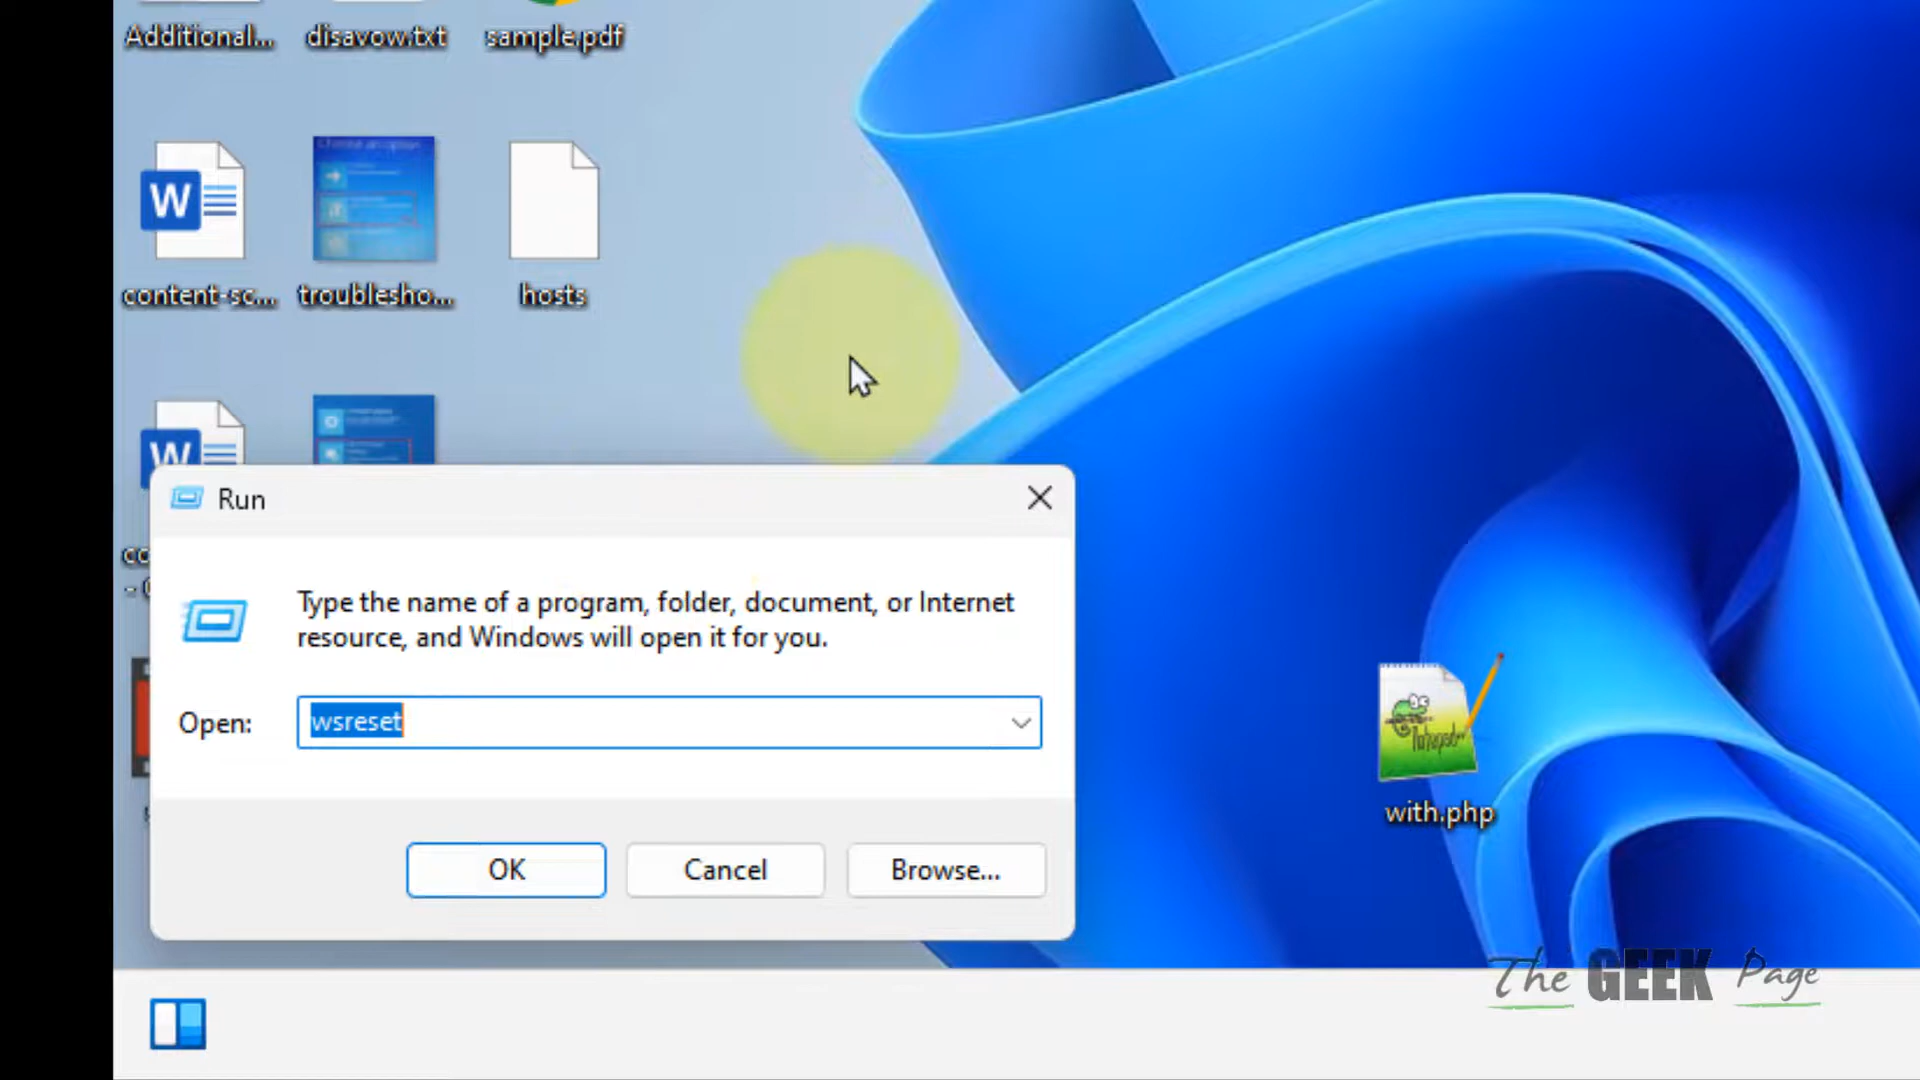 Additional...
disavow.txt
sample.pdf
content-sc...
troublesho...
hosts
Run
Type the name of a program, folder, document, or Internet
resource, and Windows will open it for you.
Open:
wsreset
OK
Cancel
Browse...
with.php
The GEEK Page